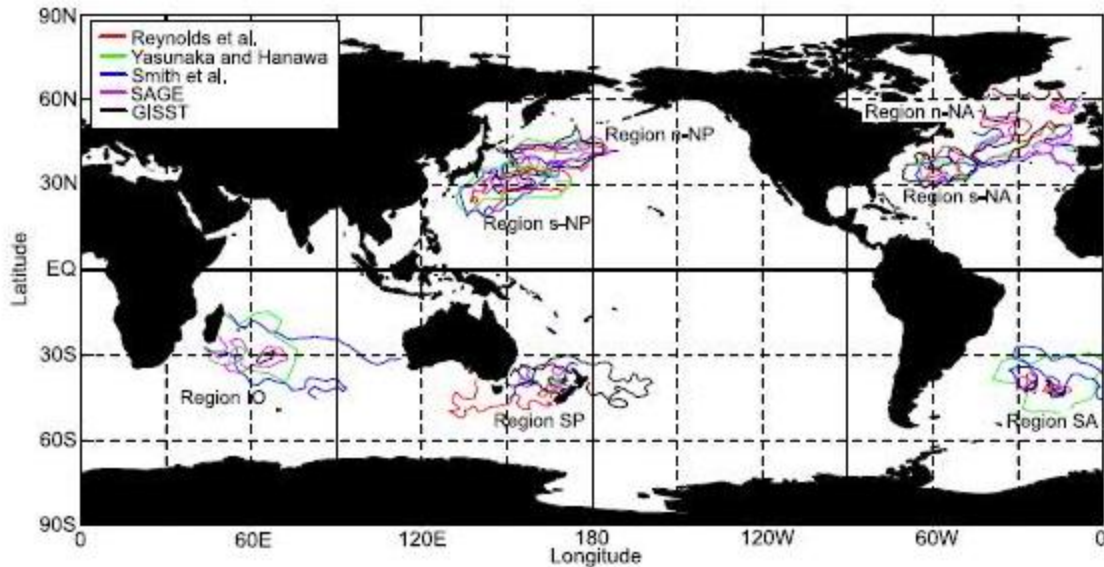 90N
Reynolds et al.
Yasunaka and Hanawa
Smith et al.
SAGE
GISST
60N
Region n-NA
Region n-NP
30N
Region s-NA
Region s-NP
EQ
Latitude
30S
Region IO
Region SP
Region SA
60S
90S
0 60E 120E 180 120W 60W 0
Longitude